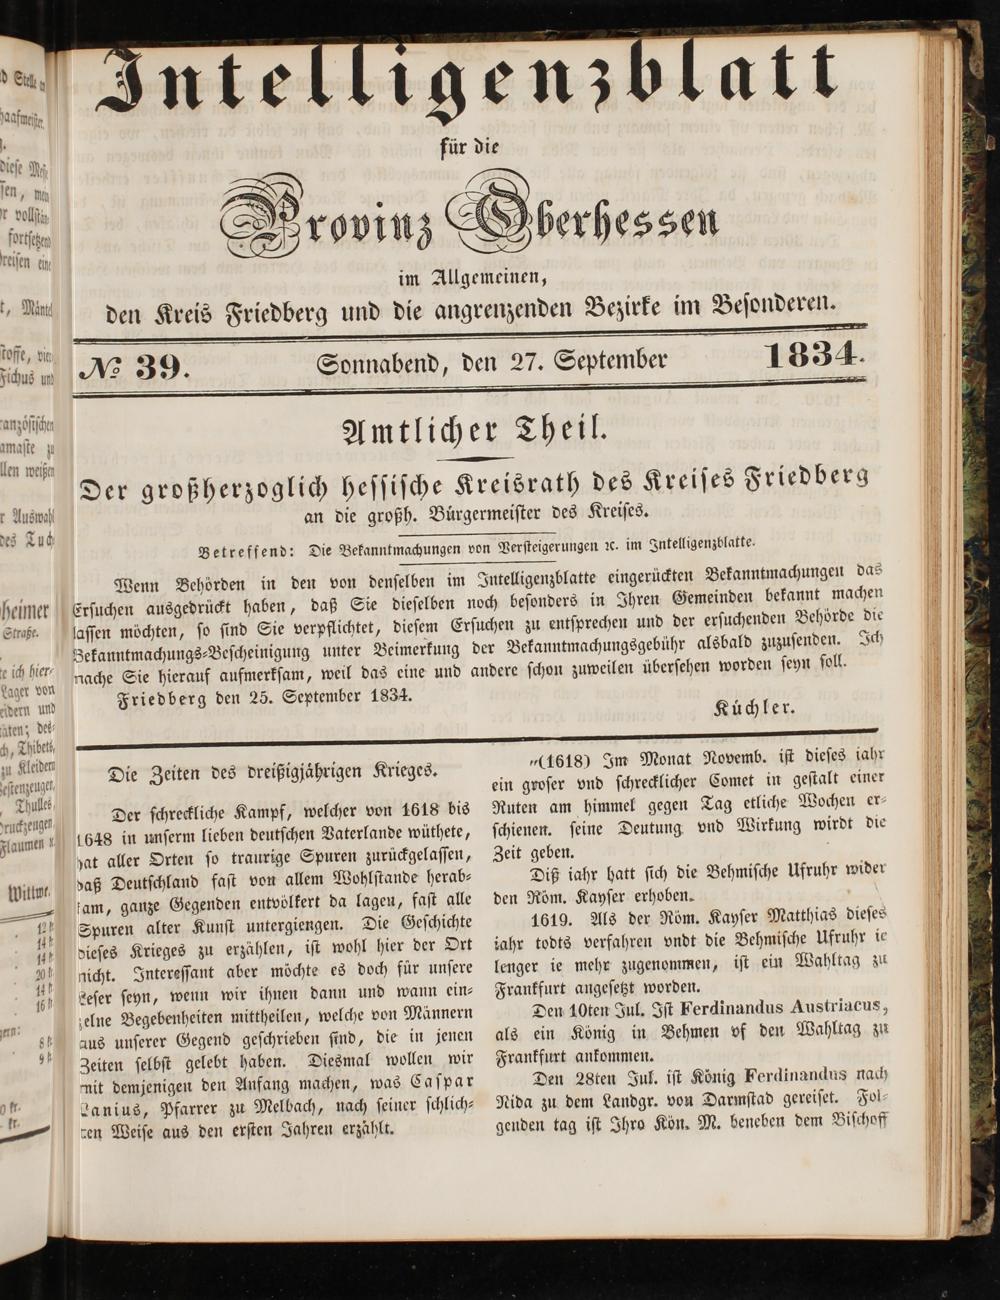 Intelligenzblatt
für die
Provinz Oberhessen
im Allgemeinen,
den Kreis Friedberg und die angrenzenden Bezirke im Besonderen.
№ 39. Sonnabend, den 27. September 1834.
Amtlicher Theil.
Der großherzoglich hessische Kreisrath des Kreises Friedberg
an die großh. Bürgermeister des Kreises.
Betreffend: Die Bekanntmachungen von Versteigerungen ꝛc. im Intelligenzblatte.
Wenn Behörden in den von denselben im Intelligenzblatte eingerückten Bekanntmachungen das
Ersuchen ausgedrückt haben, daß Sie dieselben noch besonders in Ihren Gemeinden bekannt machen
lassen möchten, so sind Sie verpflichtet, diesem Ersuchen zu entsprechen und der ersuchenden Behörde die
Bekanntmachungs-Bescheinigung unter Beimerkung der Bekanntmachungsgebühr alsbald zuzusenden. Ich
mache Sie hierauf aufmerksam, weil das eine und andere schon zuweilen übersehen worden seyn soll.
Friedberg den 25. September 1834.
Küchler.
Die Zeiten des dreißigjährigen Krieges.
Der schreckliche Kampf, welcher von 1618 bis
1648 in unserm lieben deutschen Vaterlande wüthete,
hat aller Orten so traurige Spuren zurückgelassen,
daß Deutschland fast von allem Wohlstande herab-
kam, ganze Gegenden entvölkert da lagen, fast alle
Spuren alter Kunst untergiengen. Die Geschichte
dieses Krieges zu erzählen, ist wohl hier der Ort
nicht. Interessant aber möchte es doch für unsere
Leser seyn, wenn wir ihnen dann und wann ein-
zelne Begebenheiten mittheilen, welche von Männern
aus unserer Gegend geschrieben sind, die in jenen
Zeiten selbst gelebt haben. Diesmal wollen wir
mit demjenigen den Anfang machen, was Caspar
Lanius, Pfarrer zu Melbach, nach seiner schlich-
ten Weise aus den ersten Jahren erzählt.
„(1618) Im Monat Novemb. ist dieses iahr
ein groser vnd schrecklicher Comet in gestalt einer
Ruten am himmel gegen Tag etliche Wochen er-
schienen. seine Deutung vnd Wirkung wirdt die
Zeit geben.
Diß iahr hatt sich die Behmische Ufruhr wider
den Röm. Kayser erhoben.
1619. Als der Röm. Kayser Matthias dieses
iahr todts verfahren vndt die Behmische Ufruhr ie
lenger ie mehr zugenommen, ist ein Wahltag zu
Frankfurt angesetzt worden.
Den 10ten Jul. Ist Ferdinandus Austriacus,
als ein König in Behmen vf den Wahltag zu
Frankfurt ankommen.
Den 28ten Jul. ist König Ferdinandus nach
Nida zu dem Landgr. von Darmstad gereiset. Fol-
genden tag ist Ihro Kön. M. beneben dem Bischoff